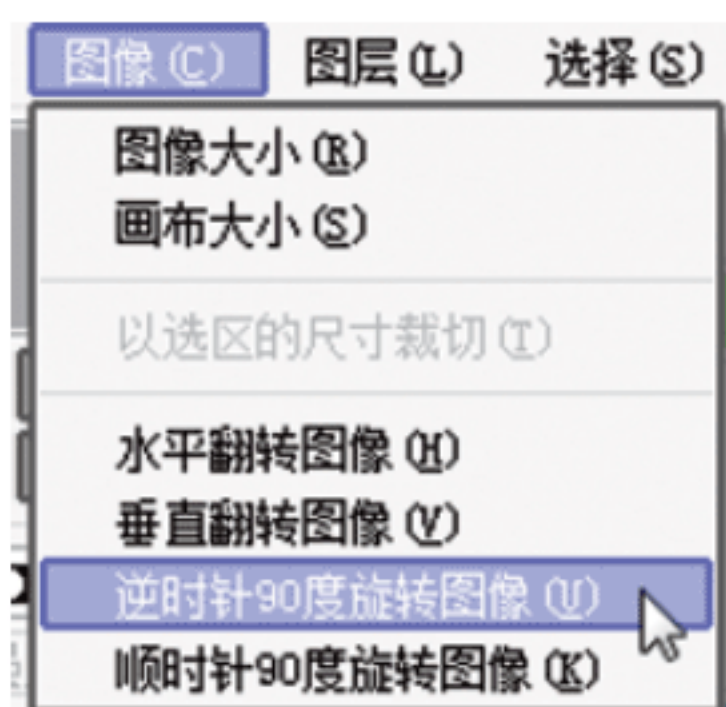 图像(C) 图层(L) 选择(S)
图像大小(R)
画布大小(S)
以选区的尺寸裁切(T)
水平翻转图像(H)
垂直翻转图像(V)
逆时针90度旋转图像(U)
顺时针90度旋转图像(K)